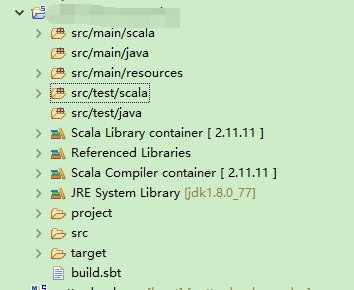 src/main/scala
src/main/java
src/main/resources
src/test/scala
src/test/java
Scala Library container [ 2.11.11 ]
Referenced Libraries
Scala Compiler container [ 2.11.11 ]
JRE System Library [jdk1.8.0_77]
project
src
target
build.sbt